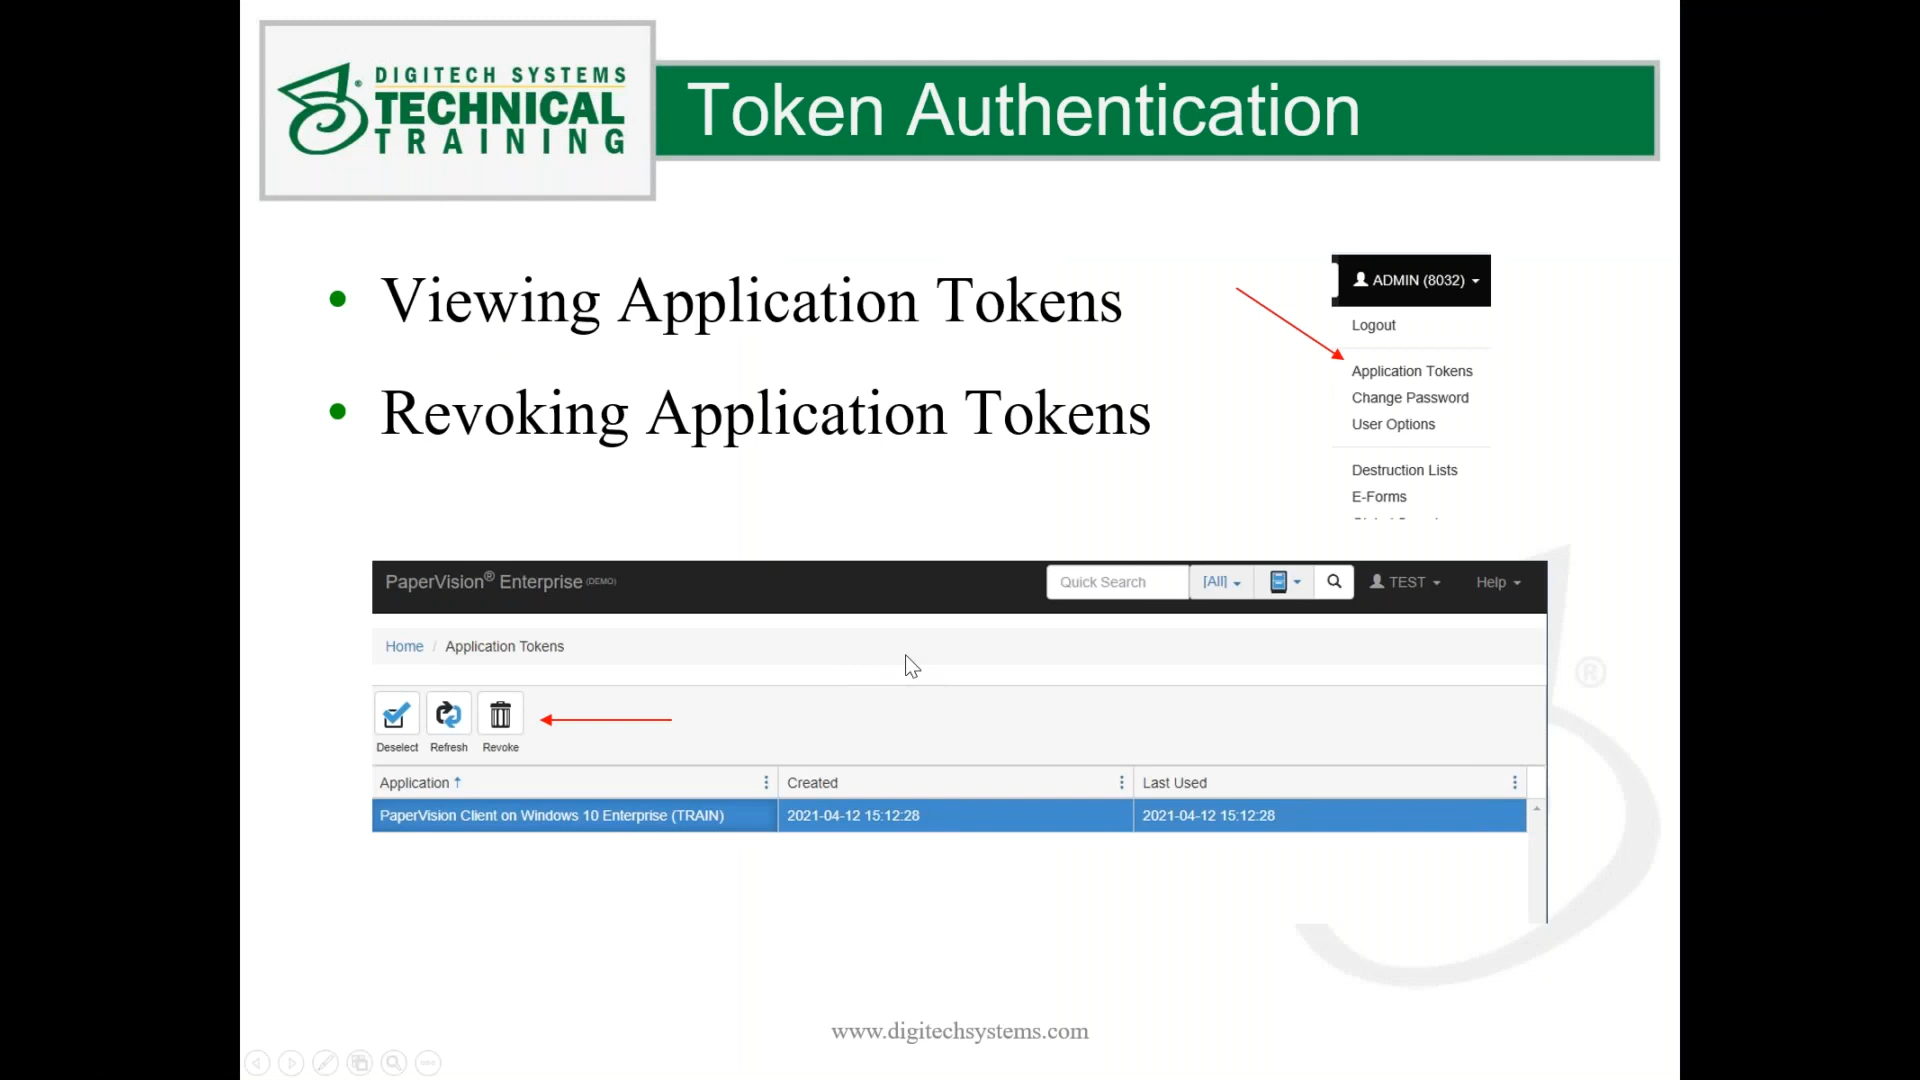 DIGITECH SYSTEMS
TECHNICAL
TRAINING
®
Token Authentication
• Viewing Application Tokens
• Revoking Application Tokens
ADMIN (8032)
Logout
Application Tokens
Change Password
User Options
Destruction Lists
E-Forms
PaperVision® Enterprise (DEMO)
Quick Search
[All]
TEST
Help
Home / Application Tokens
Deselect Refresh Revoke
Application Created Last Used
PaperVision Client on Windows 10 Enterprise (TRAIN) 2021-04-12 15:12:28 2021-04-12 15:12:28
®
www.digitechsystems.com